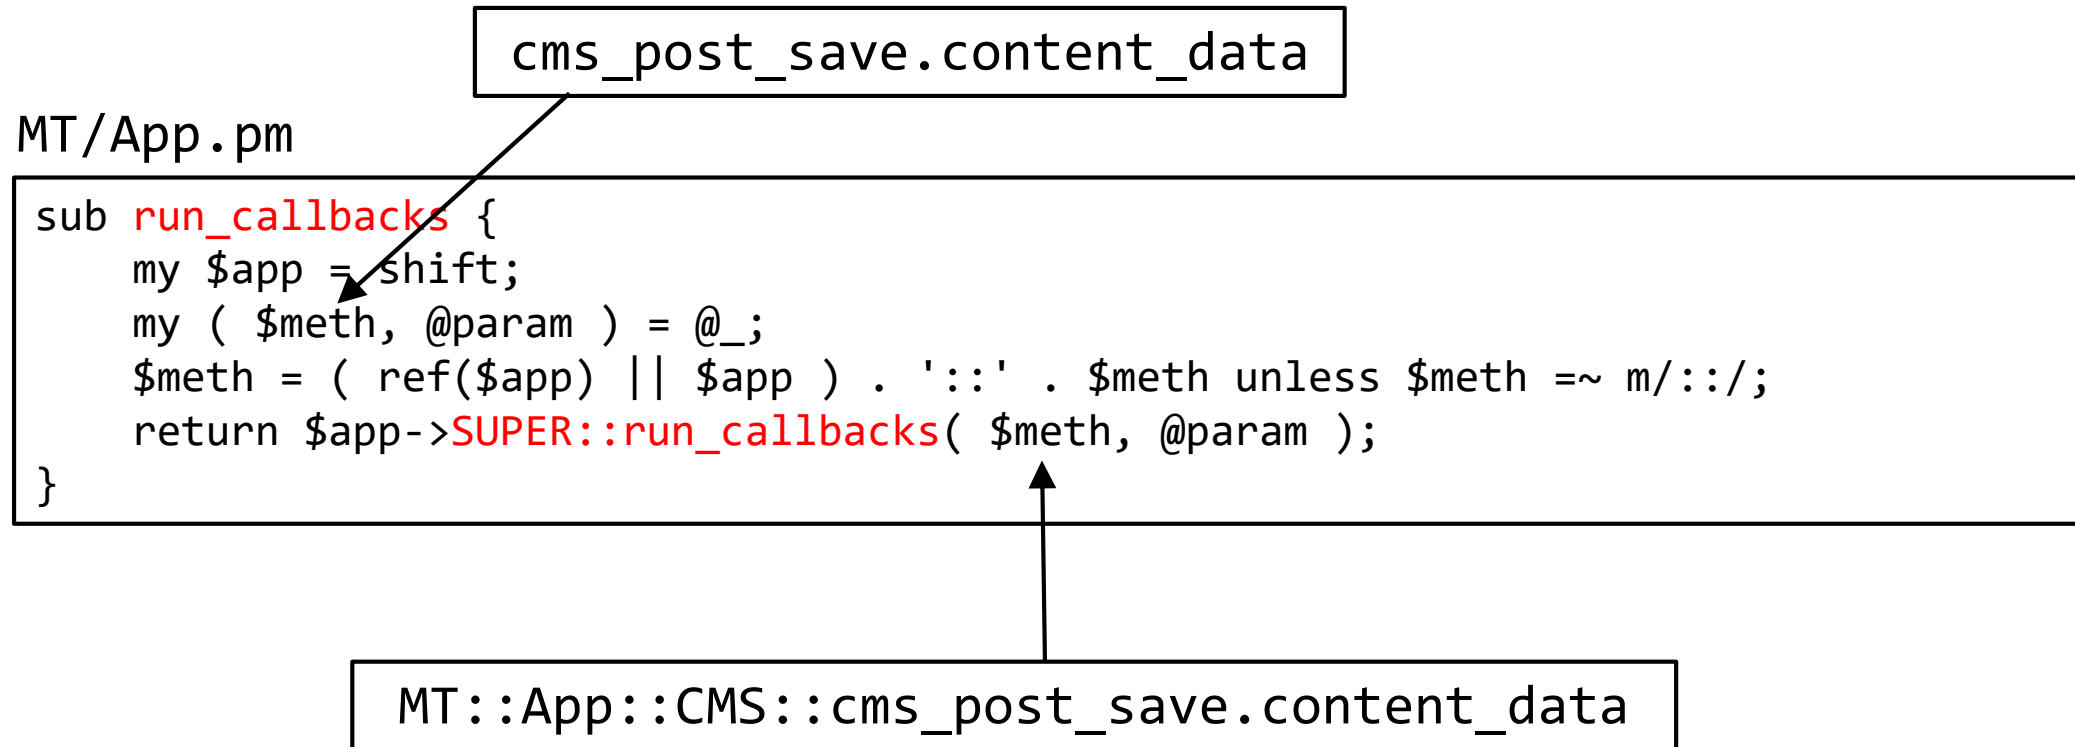 cms_post_save.content_data
MT/App.pm
sub run_callbacks {
    my $app = shift;
    my ( $meth, @param ) = @_;
    $meth = ( ref($app) || $app ) . '::' . $meth unless $meth =~ m/::/;
    return $app->SUPER::run_callbacks( $meth, @param );
}
MT::App::CMS::cms_post_save.content_data